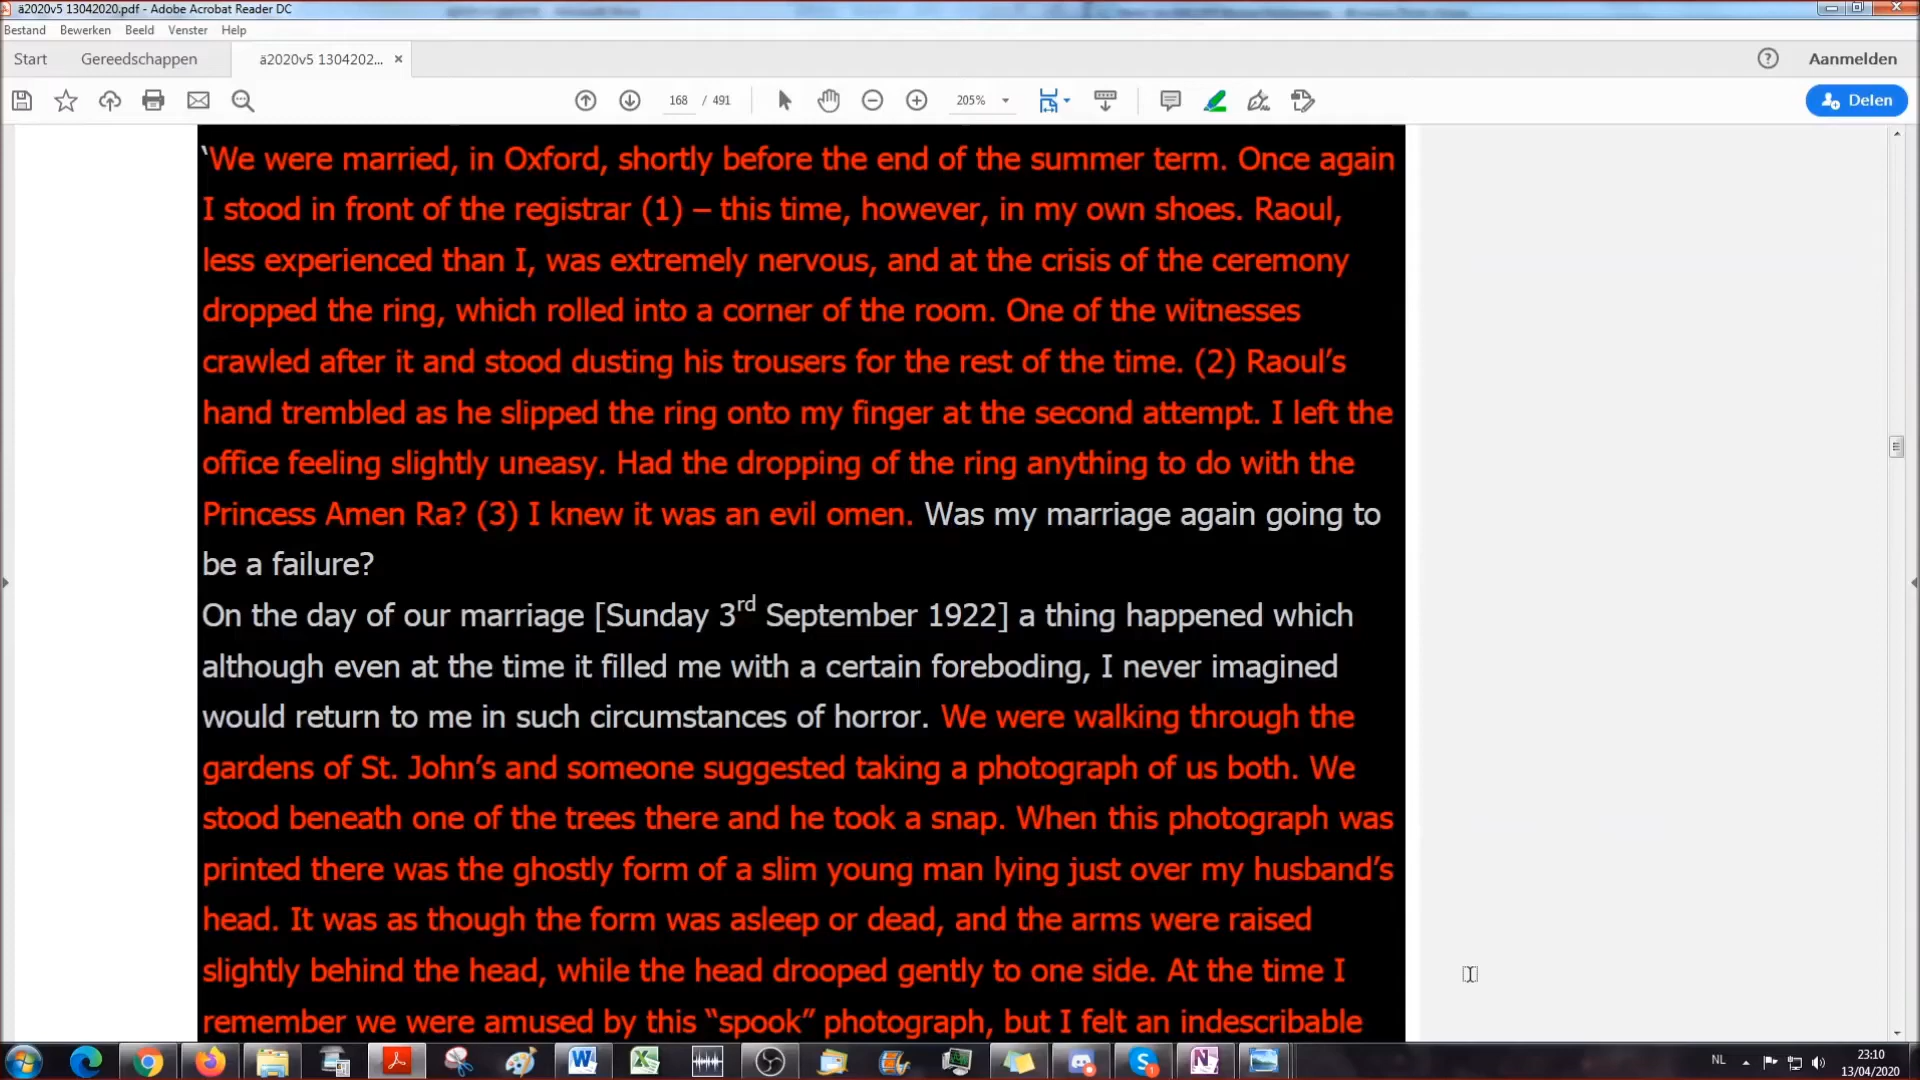 ä2020v5 13042020.pdf - Adobe Acrobat Reader DC
Bestand Bewerken Beeld Venster Help
Start Gereedschappen ä2020v5 1304202... × Aanmelden
168 / 491 205% Delen
‘We were married, in Oxford, shortly before the end of the summer term. Once again
I stood in front of the registrar (1) – this time, however, in my own shoes. Raoul,
less experienced than I, was extremely nervous, and at the crisis of the ceremony
dropped the ring, which rolled into a corner of the room. One of the witnesses
crawled after it and stood dusting his trousers for the rest of the time. (2) Raoul’s
hand trembled as he slipped the ring onto my finger at the second attempt. I left the
office feeling slightly uneasy. Had the dropping of the ring anything to do with the
Princess Amen Ra? (3) I knew it was an evil omen. Was my marriage again going to
be a failure?
On the day of our marriage [Sunday 3rd September 1922] a thing happened which
although even at the time it filled me with a certain foreboding, I never imagined
would return to me in such circumstances of horror. We were walking through the
gardens of St. John’s and someone suggested taking a photograph of us both. We
stood beneath one of the trees there and he took a snap. When this photograph was
printed there was the ghostly form of a slim young man lying just over my husband’s
head. It was as though the form was asleep or dead, and the arms were raised
slightly behind the head, while the head drooped gently to one side. At the time I
remember we were amused by this “spook” photograph, but I felt an indescribable
NL 23:10
13/04/2020